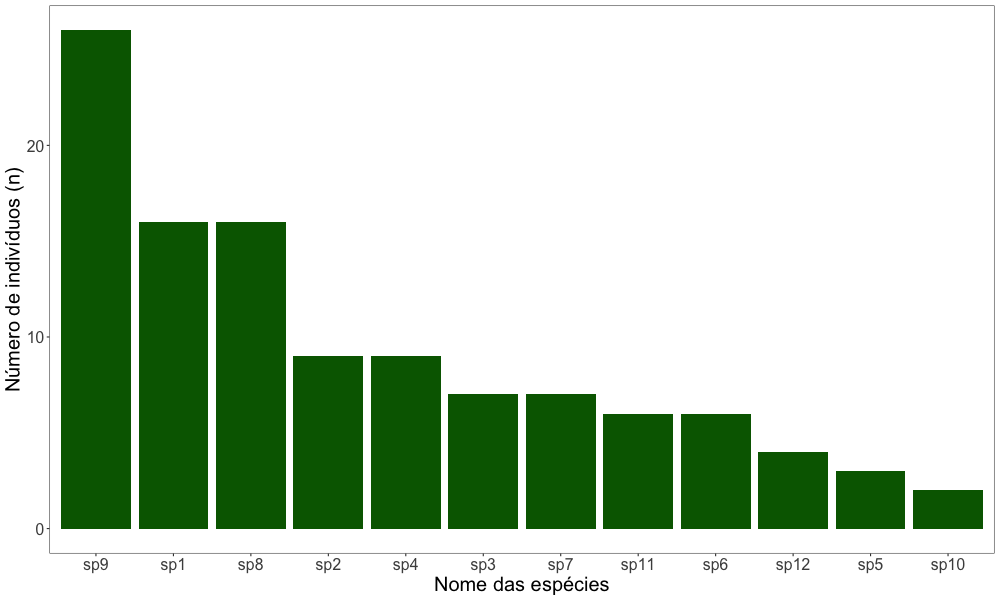 Número de indivíduos (n)
20
10
0
sp9 sp1 sp8 sp2 sp4 sp3 sp7 sp11 sp6 sp12 sp5 sp10
Nome das espécies